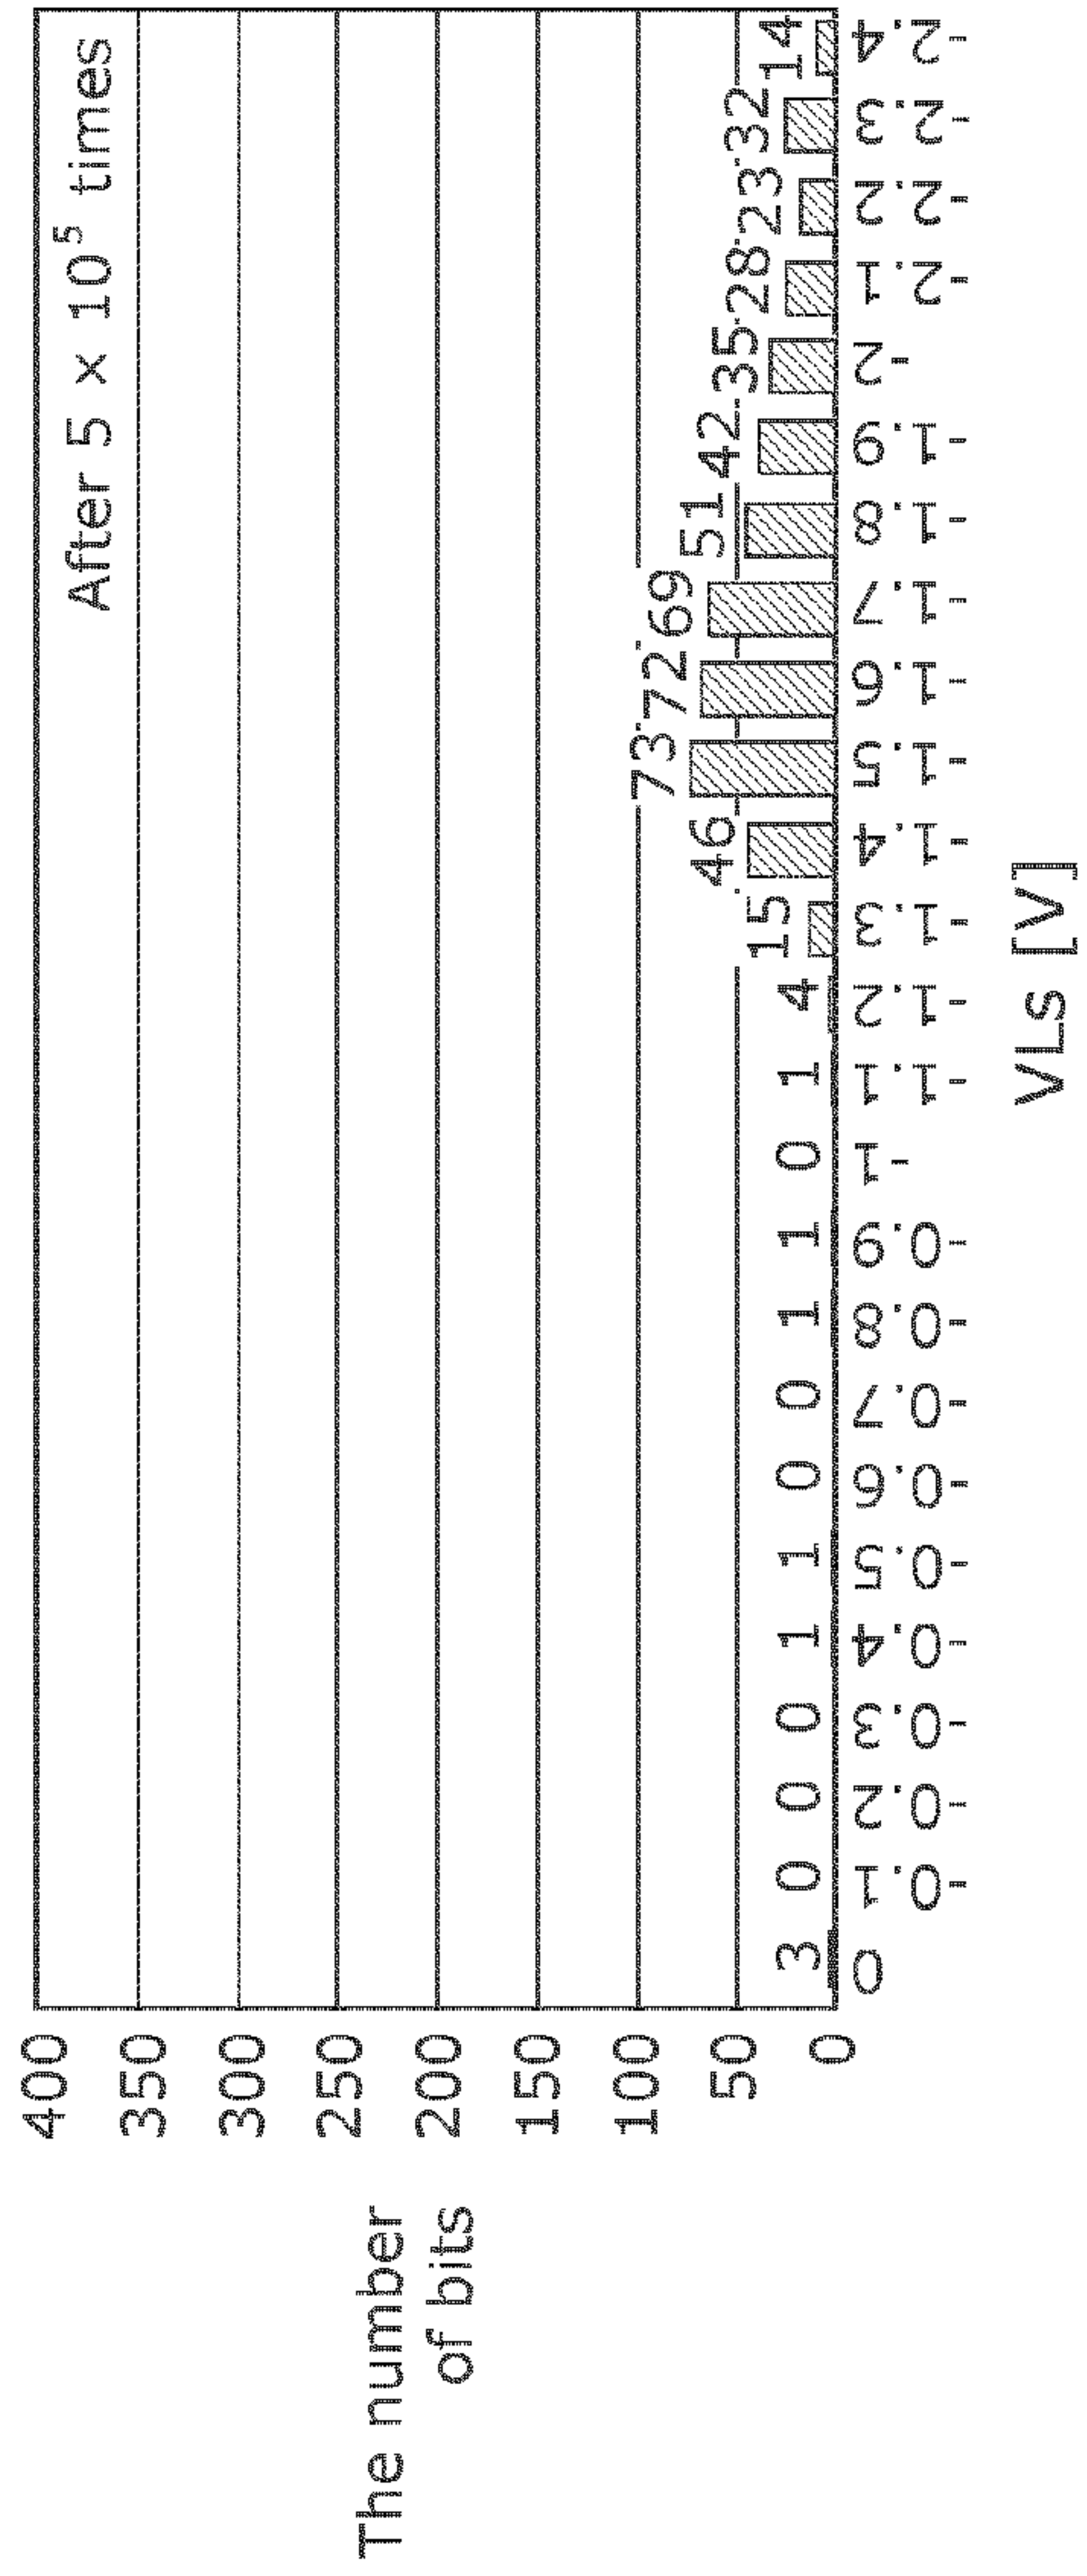 After 5 x 10⁵ times
The number
of bits
400
350
300
250
200
150
100
50
0
3 0 0 0 1 1 0 0 1 1 0 1 4 15 46 73 72 69 51 42 35 28 23 32 14
0 -0.1 -0.2 -0.3 -0.4 -0.5 -0.6 -0.7 -0.8 -0.9 -1 -1.1 -1.2 -1.3 -1.4 -1.5 -1.6 -1.7 -1.8 -1.9 -2 -2.1 -2.2 -2.3 -2.4
VLs [V]